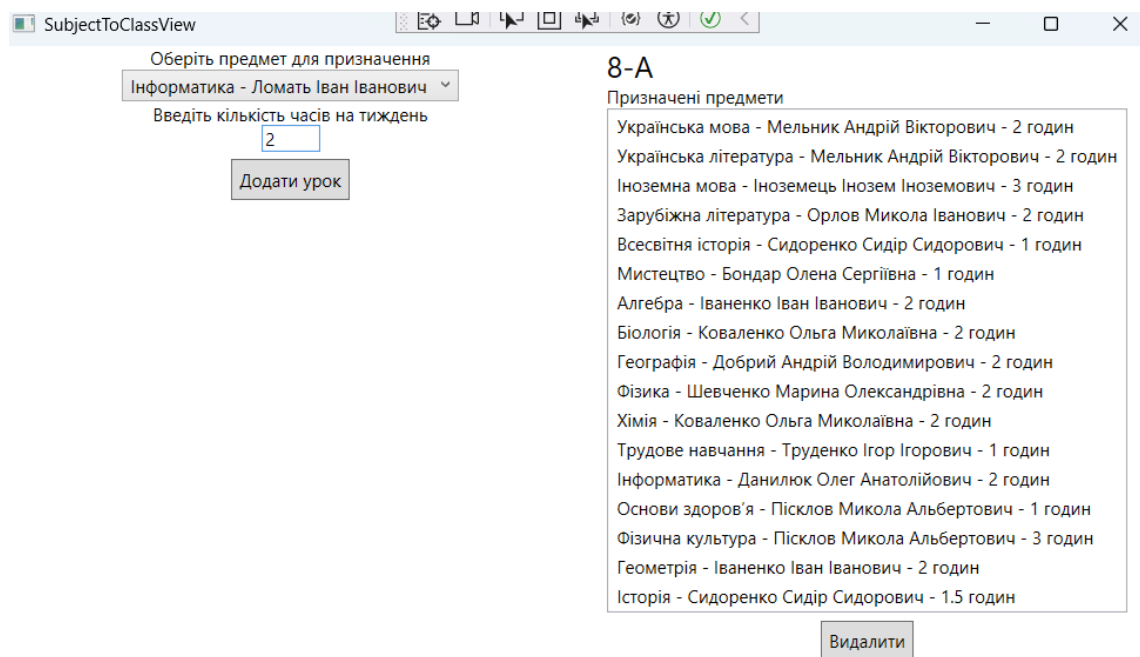 SubjectToClassView
Оберіть предмет для призначення
Інформатика - Ломать Іван Іванович
Введіть кількість часів на тиждень
2
Додати урок
8-А
Призначені предмети
Українська мова - Мельник Андрій Вікторович - 2 годин
Українська література - Мельник Андрій Вікторович - 2 годин
Іноземна мова - Іноземець Інозем Іноземович - 3 годин
Зарубіжна література - Орлов Микола Іванович - 2 годин
Всесвітня історія - Сидоренко Сидір Сидорович - 1 годин
Мистецтво - Бондар Олена Сергіївна - 1 годин
Алгебра - Іваненко Іван Іванович - 2 годин
Біологія - Коваленко Ольга Миколаївна - 2 годин
Географія - Добрий Андрій Володимирович - 2 годин
Фізика - Шевченко Марина Олександрівна - 2 годин
Хімія - Коваленко Ольга Миколаївна - 2 годин
Трудове навчання - Труденко Ігор Ігорович - 1 годин
Інформатика - Данилюк Олег Анатолійович - 2 годин
Основи здоров'я - Пісклов Микола Альбертович - 1 годин
Фізична культура - Пісклов Микола Альбертович - 3 годин
Геометрія - Іваненко Іван Іванович - 2 годин
Історія - Сидоренко Сидір Сидорович - 1.5 годин
Видалити